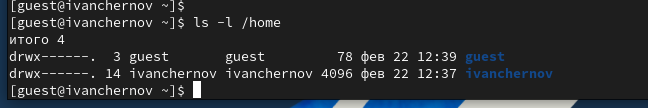 [guest@ivanchernov ~]$
[guest@ivanchernov ~]$ ls -l /home
итого 4
drwx------.  3 guest       guest         78 фев 22 12:39 guest
drwx------. 14 ivanchernov ivanchernov 4096 фев 22 12:37 ivanchernov
[guest@ivanchernov ~]$